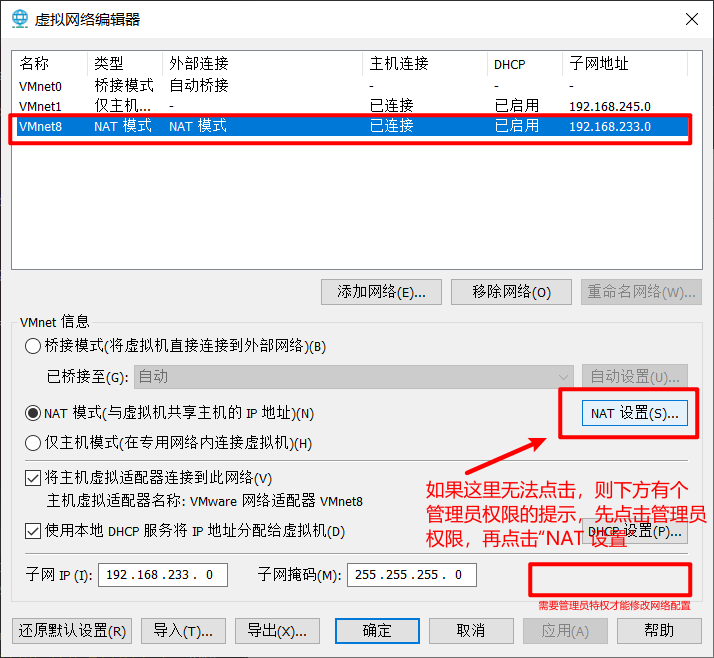 虚拟网络编辑器
名称 类型 外部连接 主机连接 DHCP 子网地址
VMnet0 桥接模式 自动桥接 - - -
VMnet1 仅主机... - 已连接 已启用 192.168.245.0
VMnet8 NAT 模式 NAT 模式 已连接 已启用 192.168.233.0
添加网络(E)... 移除网络(O) 重命名网络(W)...
VMnet 信息
桥接模式(将虚拟机直接连接到外部网络)(B)
已桥接至(G): 自动 自动设置(U)...
NAT 模式(与虚拟机共享主机的 IP 地址)(N) NAT 设置(S)...
仅主机模式(在专用网络内连接虚拟机)(H)
将主机虚拟适配器连接到此网络(V)
主机虚拟适配器名称: VMware 网络适配器 VMnet8
如果这里无法点击，则下方有个
管理员权限的提示，先点击管理员
权限，再点击“NAT 设置
使用本地 DHCP 服务将 IP 地址分配给虚拟机(D) DHCP 设置(P)...
子网 IP (I): 192.168.233. 0 子网掩码(M): 255.255.255. 0
需要管理员特权才能修改网络配置
还原默认设置(R) 导入(T)... 导出(X)... 确定 取消 应用(A) 帮助